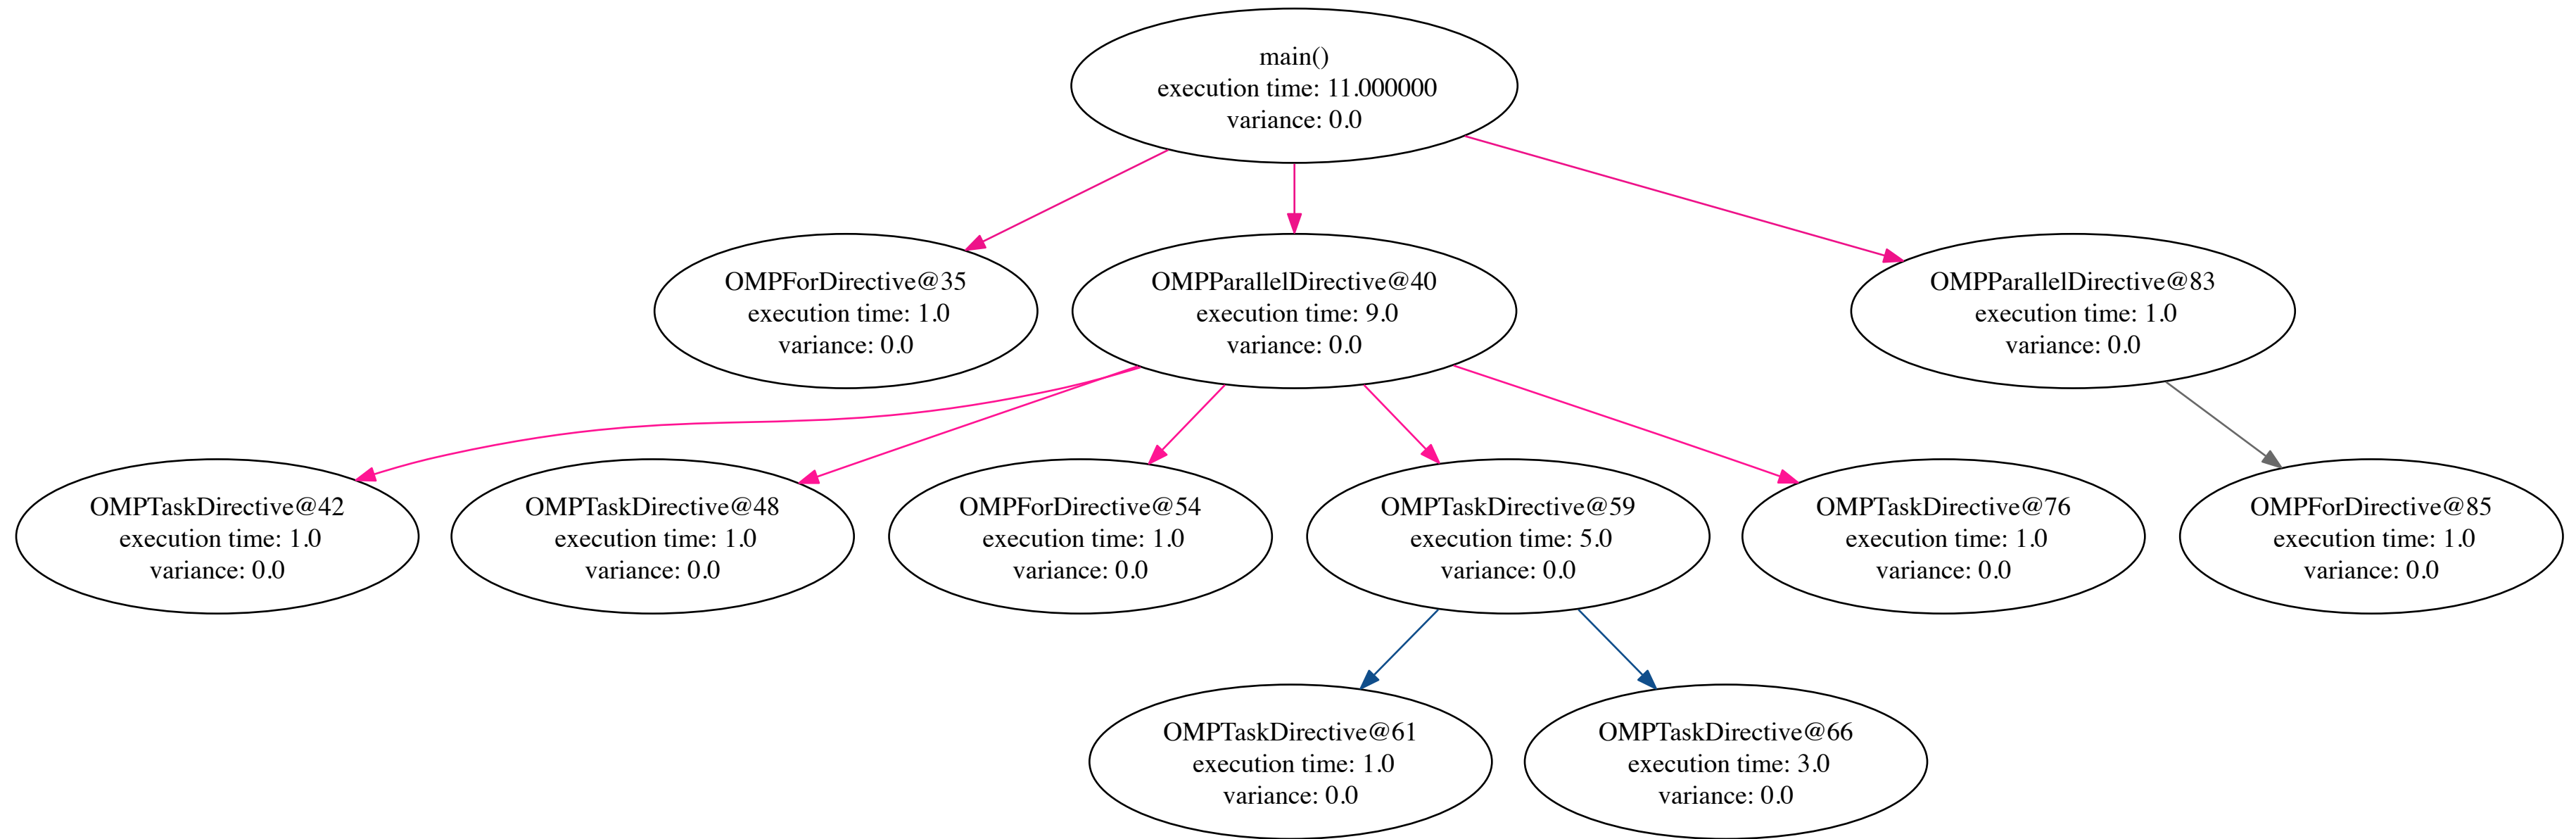 main()
execution time: 11.000000
variance: 0.0
OMPForDirective@35
execution time: 1.0
variance: 0.0
OMPParallelDirective@40
execution time: 9.0
variance: 0.0
OMPParallelDirective@83
execution time: 1.0
variance: 0.0
OMPTaskDirective@42
execution time: 1.0
variance: 0.0
OMPTaskDirective@48
execution time: 1.0
variance: 0.0
OMPForDirective@54
execution time: 1.0
variance: 0.0
OMPTaskDirective@59
execution time: 5.0
variance: 0.0
OMPTaskDirective@76
execution time: 1.0
variance: 0.0
OMPForDirective@85
execution time: 1.0
variance: 0.0
OMPTaskDirective@61
execution time: 1.0
variance: 0.0
OMPTaskDirective@66
execution time: 3.0
variance: 0.0